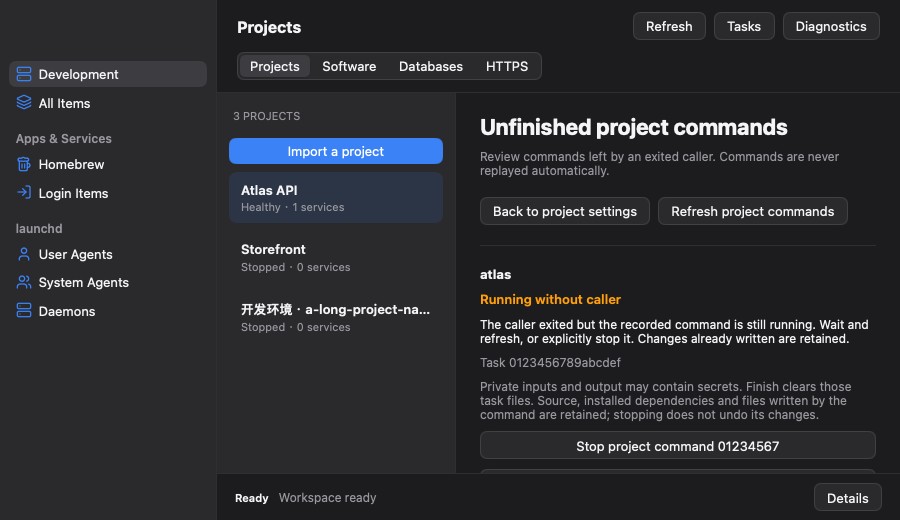 Development
All Items
Apps & Services
Homebrew
Login Items
launchd
User Agents
System Agents
Daemons
Projects
Refresh
Tasks
Diagnostics
Projects
Software
Databases
HTTPS
3 PROJECTS
Import a project
Atlas API
Healthy · 1 services
Storefront
Stopped · 0 services
开发环境 · a-long-project-na...
Stopped · 0 services
Unfinished project commands
Review commands left by an exited caller. Commands are never
replayed automatically.
Back to project settings
Refresh project commands
atlas
Running without caller
The caller exited but the recorded command is still running. Wait and
refresh, or explicitly stop it. Changes already written are retained.
Task 0123456789abcdef
Private inputs and output may contain secrets. Finish clears those
task files. Source, installed dependencies and files written by the
command are retained; stopping does not undo its changes.
Stop project command 01234567
Ready
Workspace ready
Details